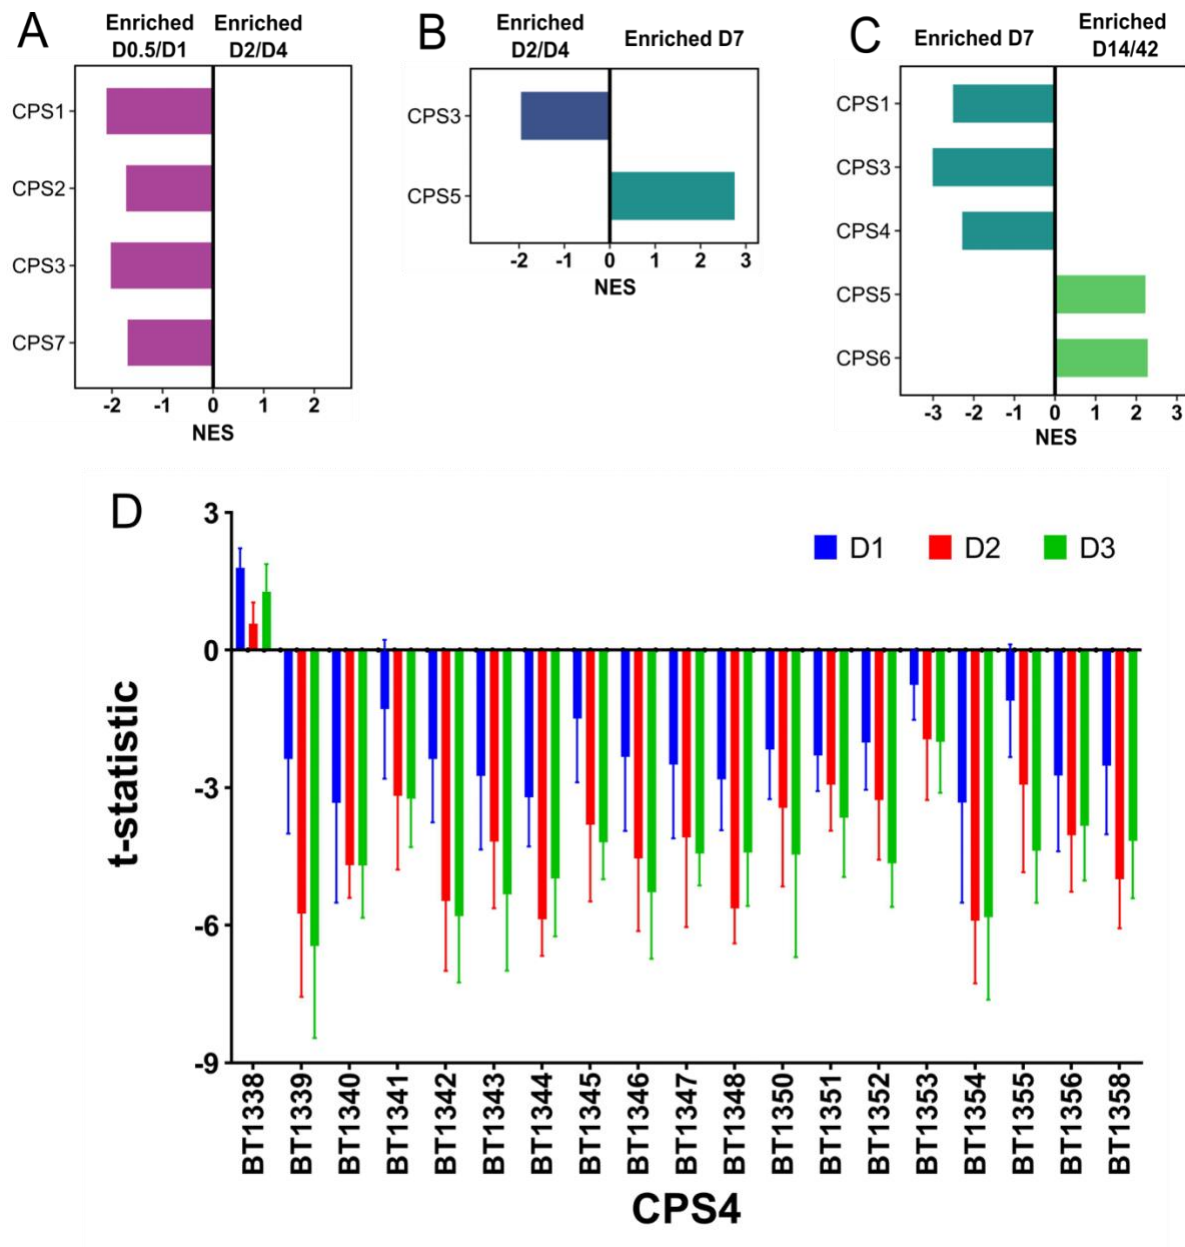 A
Enriched
D0.5/D1
Enriched
D2/D4
CPS1
CPS2
CPS3
CPS7
-2 -1 0 1 2
NES
B
Enriched
D2/D4
Enriched D7
CPS3
CPS5
-2 -1 0 1 2 3
NES
C
Enriched D7
Enriched
D14/42
CPS1
CPS3
CPS4
CPS5
CPS6
-3 -2 -1 0 1 2 3
NES
D
D1 D2 D3
t-statistic
3
0
-3
-6
-9
BT1338
BT1339
BT1340
BT1341
BT1342
BT1343
BT1344
BT1345
BT1346
BT1347
BT1348
BT1350
BT1351
BT1352
BT1353
BT1354
BT1355
BT1356
BT1358
CPS4